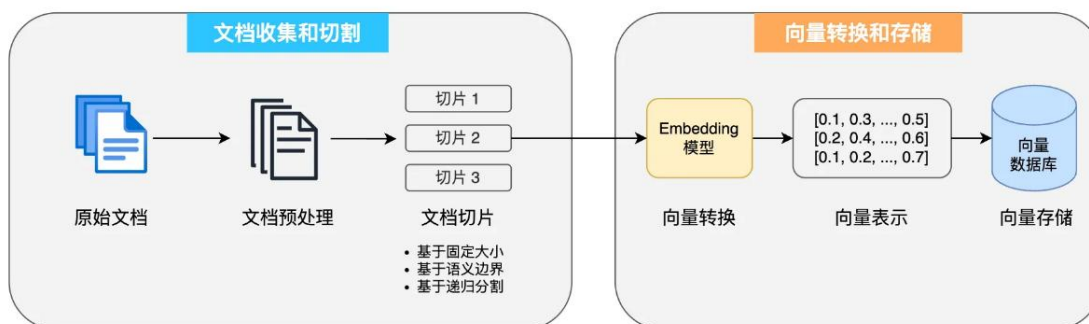 文档收集和切割
原始文档
文档预处理
切片 1
切片 2
切片 3
文档切片
• 基于固定大小
• 基于语义边界
• 基于递归分割
向量转换和存储
Embedding
模型
向量转换
[0.1, 0.3, ..., 0.5]
[0.2, 0.4, ..., 0.6]
[0.1, 0.2, ..., 0.7]
向量表示
向量
数据库
向量存储